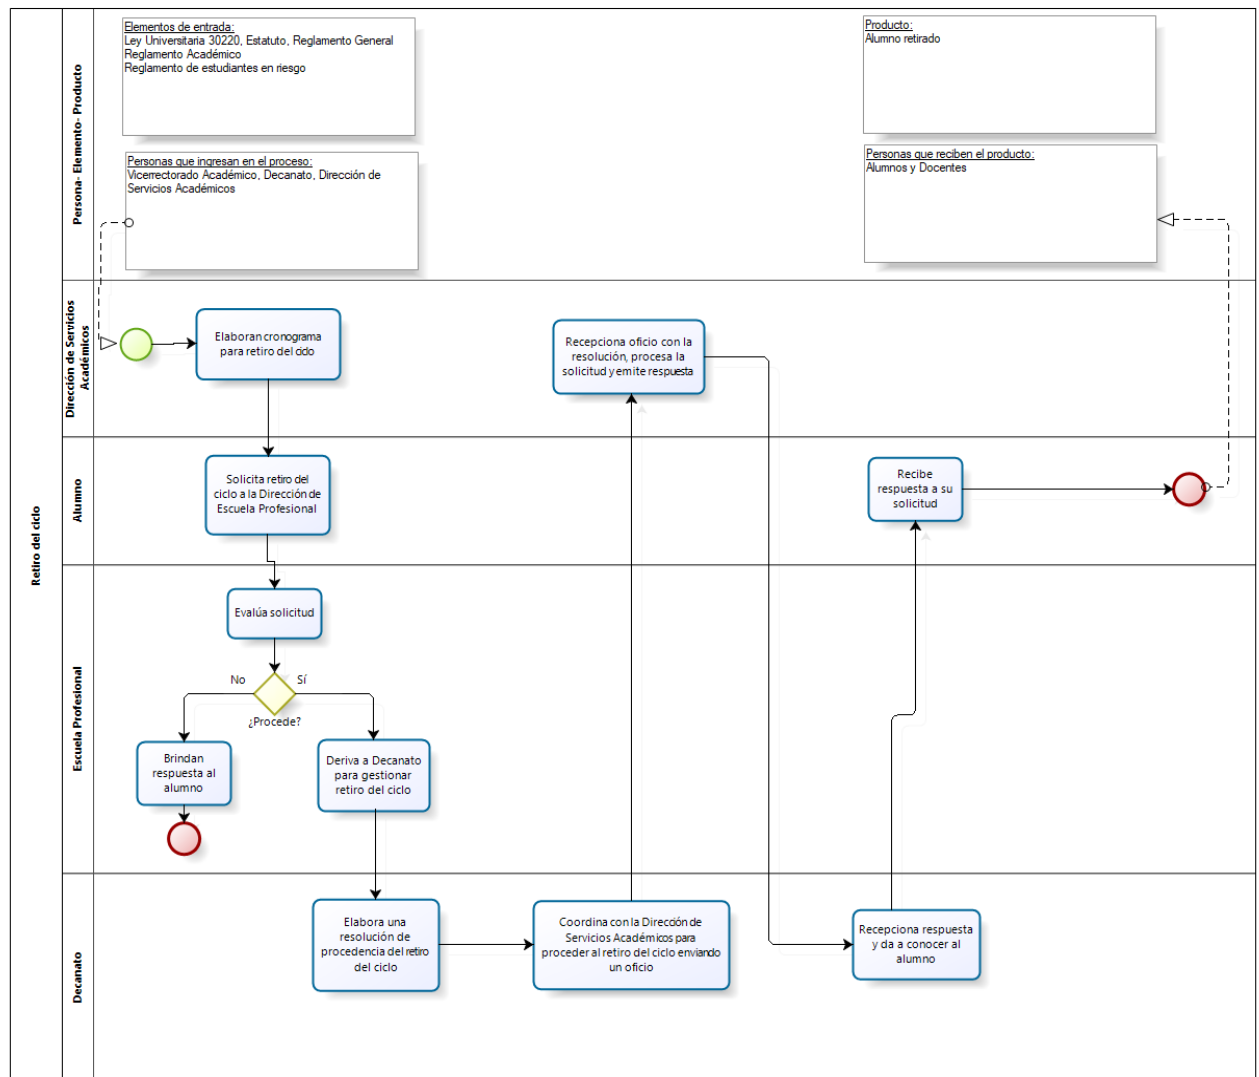 Retiro del ciclo
Persona- Elemento- Producto
Elementos de entrada:
Ley Universitaria 30220, Estatuto, Reglamento General
Reglamento Académico
Reglamento de estudiantes en riesgo
Personas que ingresan en el proceso:
Vicerrectorado Académico, Decanato, Dirección de
Servicios Académicos
Producto:
Alumno retirado
Personas que reciben el producto:
Alumnos y Docentes
Dirección de Servicios
Académicos
Elaboran cronograma
para retiro del ciclo
Recepciona oficio con la
resolución, procesa la
solicitud y emite respuesta
Alumno
Solicita retiro del
ciclo a la Dirección de
Escuela Profesional
Recibe
respuesta a su
solicitud
Escuela Profesional
Evalúa solicitud
No
Sí
¿Procede?
Brindan
respuesta al
alumno
Deriva a Decanato
para gestionar
retiro del ciclo
Decanato
Elabora una
resolución de
procedencia del retiro
del ciclo
Coordina con la Dirección de
Servicios Académicos para
proceder al retiro del ciclo enviando
un oficio
Recepciona respuesta
y da a conocer al
alumno